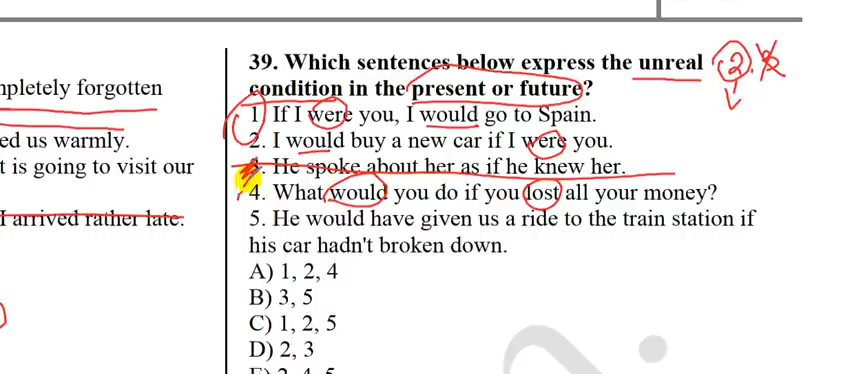 mpletely forgotten
ed us warmly.
t is going to visit our
I arrived rather late.
39. Which sentences below express the unreal
condition in the present or future?
1. If I were you, I would go to Spain.
2. I would buy a new car if I were you.
3. He spoke about her as if he knew her.
4. What would you do if you lost all your money?
5. He would have given us a ride to the train station if
his car hadn't broken down.
A) 1, 2, 4
B) 3, 5
C) 1, 2, 5
D) 2, 3
2.